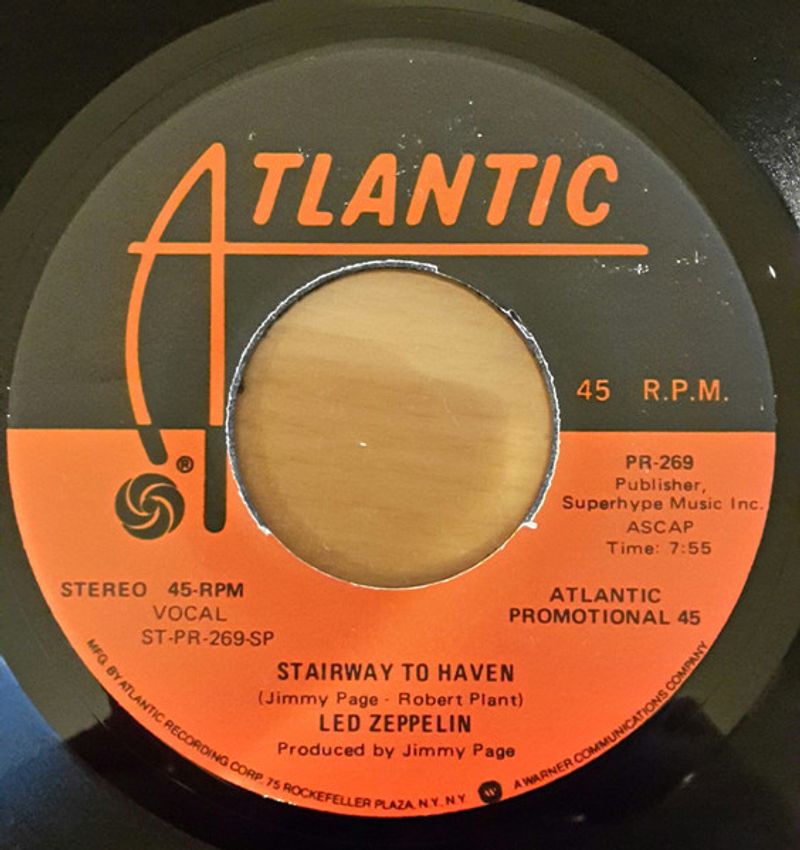 ATLANTIC
®
45 R.P.M.
PR-269
Publisher,
Superhype Music Inc.
ASCAP
Time: 7:55
STEREO 45-RPM
VOCAL
ST-PR-269-SP
ATLANTIC
PROMOTIONAL 45
STAIRWAY TO HAVEN
(Jimmy Page - Robert Plant)
LED ZEPPELIN
Produced by Jimmy Page
MFG. BY ATLANTIC RECORDING CORP. 75 ROCKEFELLER PLAZA, N.Y. N.Y. W A WARNER COMMUNICATIONS COMPANY